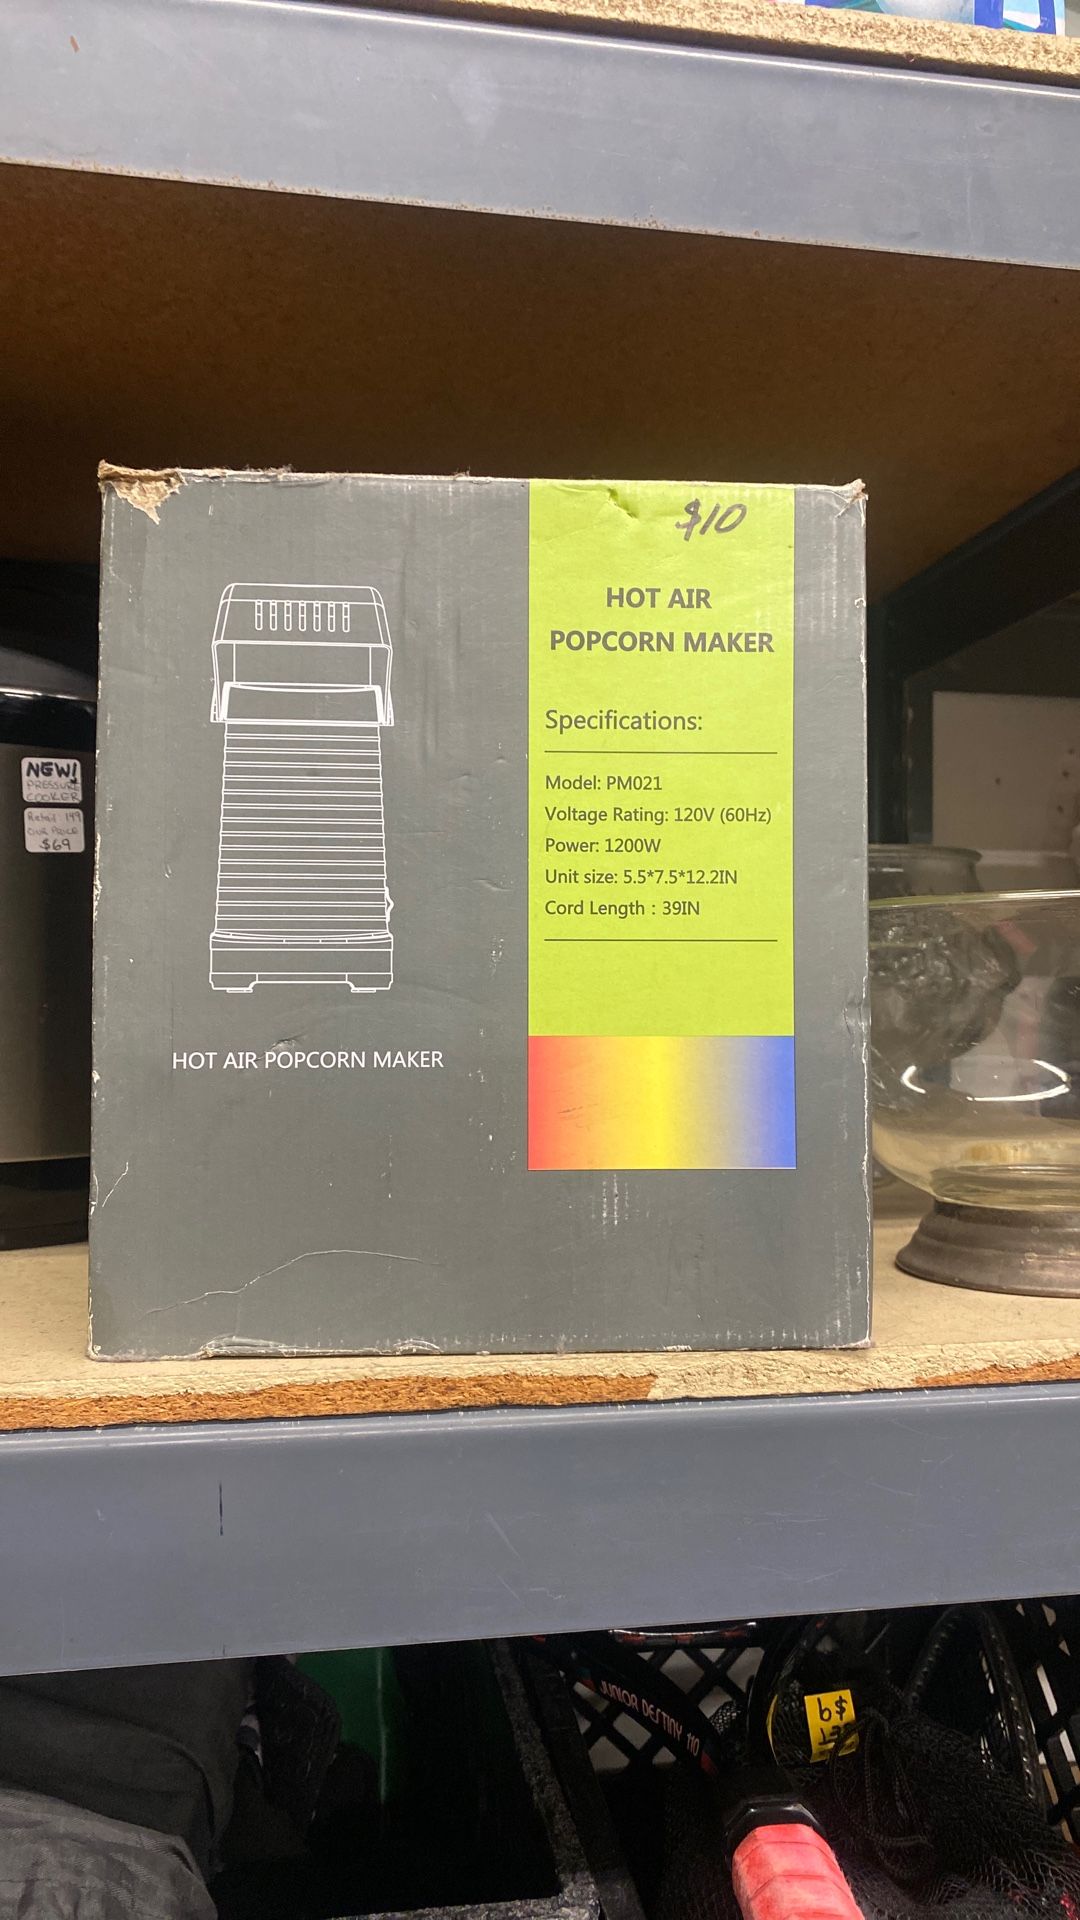 $10
HOT AIR
POPCORN MAKER
Specifications:
Model: PM021
Voltage Rating: 120V (60Hz)
Power: 1200W
Unit size: 5.5*7.5*12.2IN
Cord Length : 39IN
HOT AIR POPCORN MAKER
NEW!
PRESSURE
COOKER
Retail: 149
OUR PRICE
$69
JUNIOR DESTINY 110